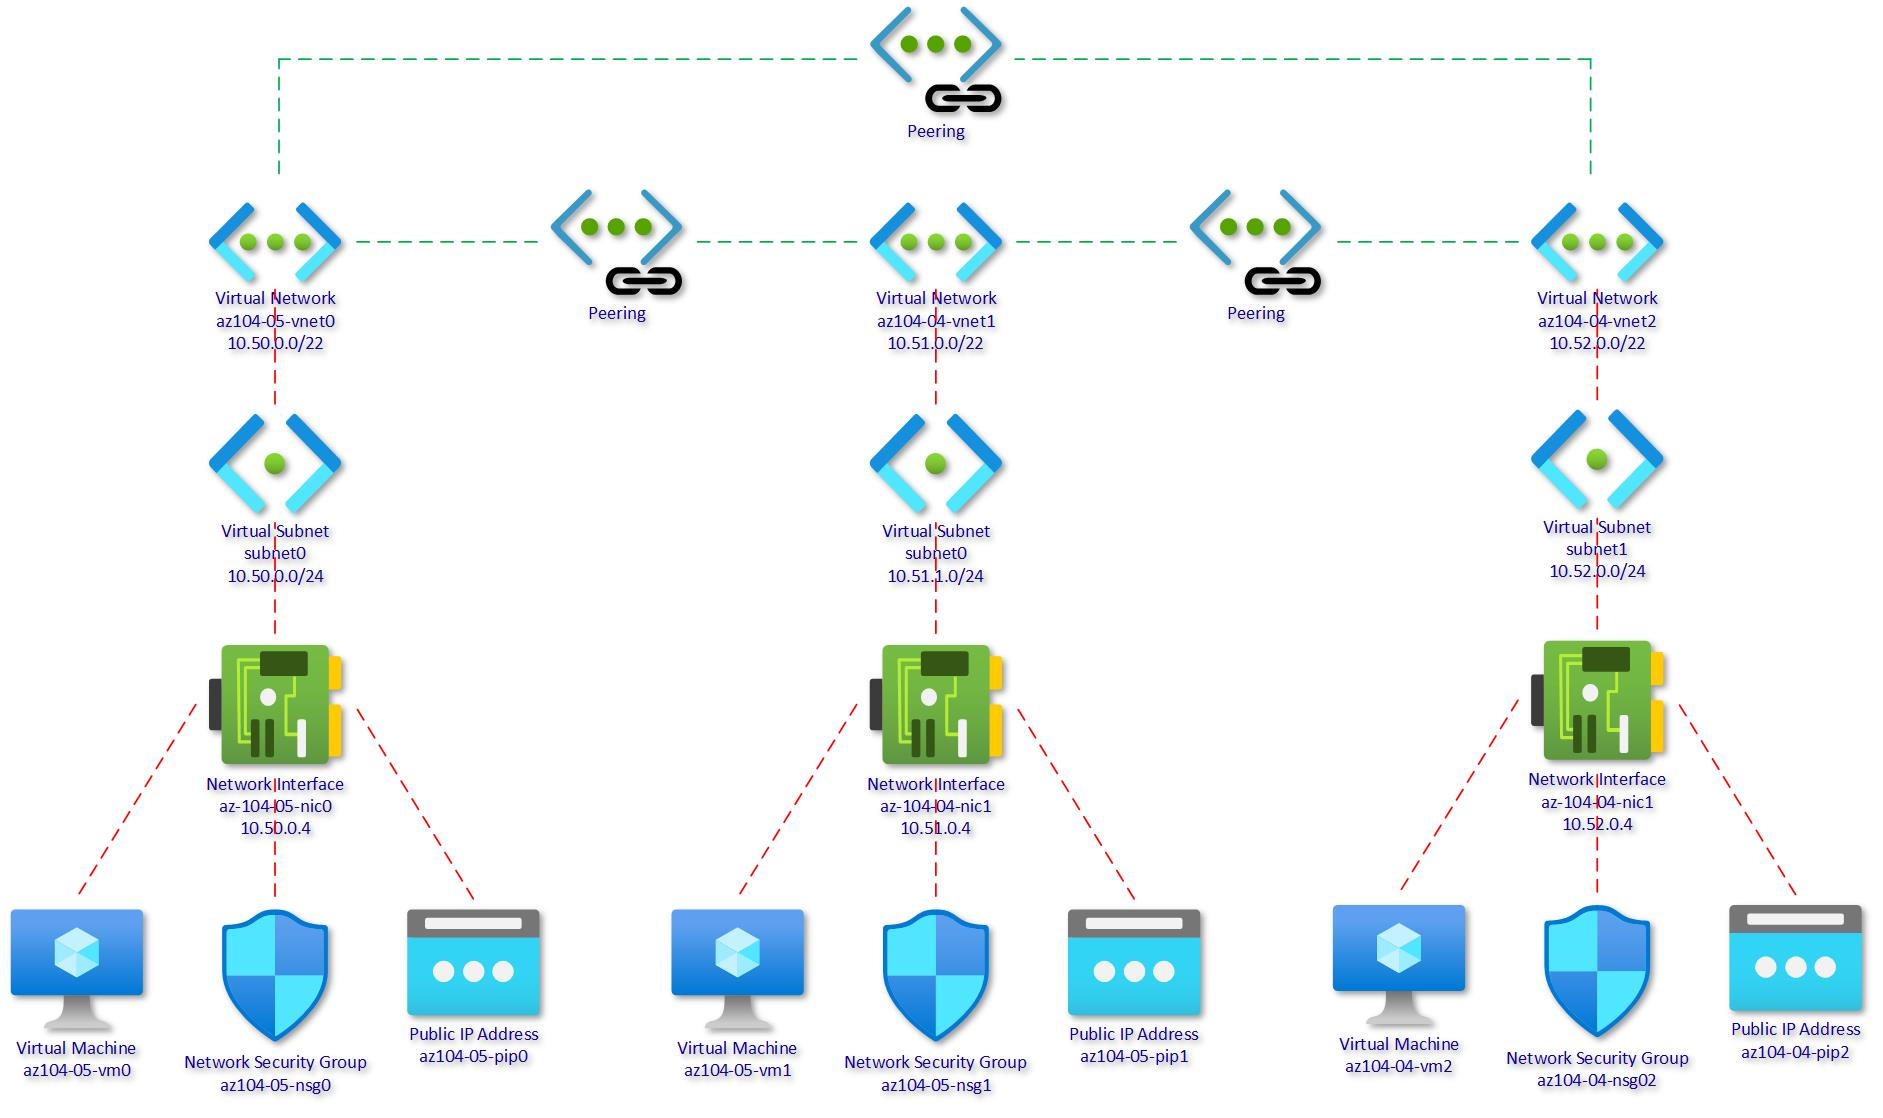 Peering
Virtual Network
az104-05-vnet0
10.50.0.0/22
Peering
Virtual Network
az104-04-vnet1
10.51.0.0/22
Peering
Virtual Network
az104-04-vnet2
10.52.0.0/22
Virtual Subnet
subnet0
10.50.0.0/24
Virtual Subnet
subnet0
10.51.1.0/24
Virtual Subnet
subnet1
10.52.0.0/24
Network Interface
az-104-05-nic0
10.50.0.4
Network Interface
az-104-04-nic1
10.51.0.4
Network Interface
az-104-04-nic1
10.52.0.4
Virtual Machine
az104-05-vm0
Network Security Group
az104-05-nsg0
Public IP Address
az104-05-pip0
Virtual Machine
az104-05-vm1
Network Security Group
az104-05-nsg1
Public IP Address
az104-05-pip1
Virtual Machine
az104-04-vm2
Network Security Group
az104-04-nsg02
Public IP Address
az104-04-pip2